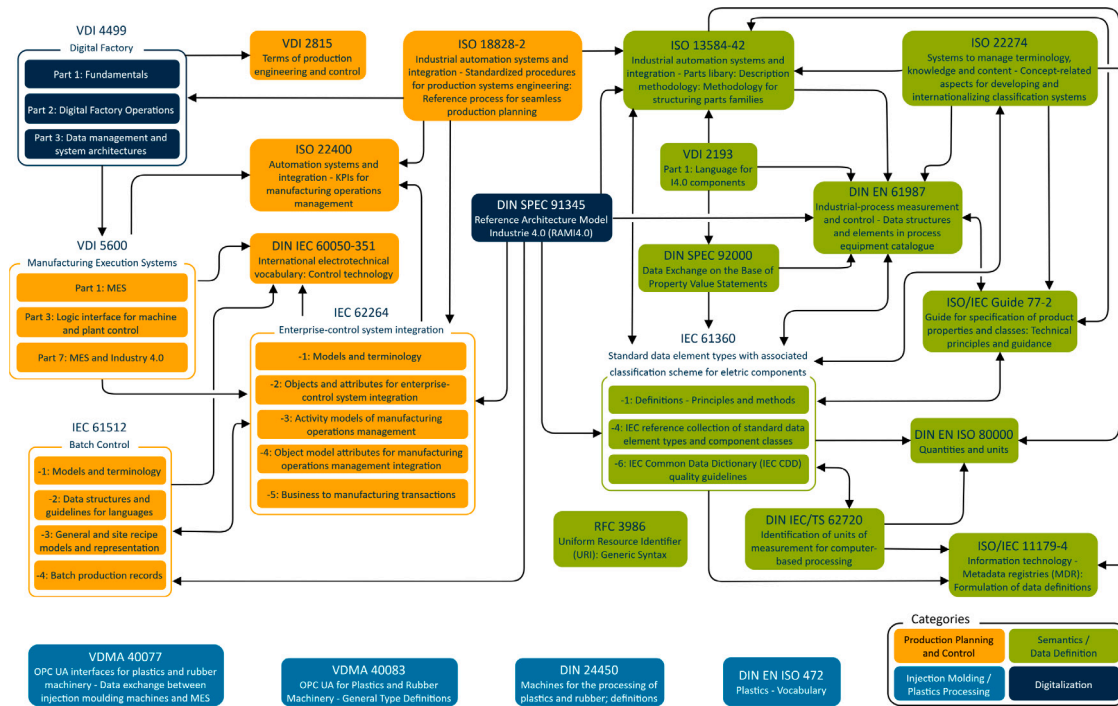 VDI 4499
Digital Factory
Part 1: Fundamentals
Part 2: Digital Factory Operations
Part 3: Data management and
system architectures
VDI 2815
Terms of production
engineering and control
ISO 18828-2
Industrial automation systems and
integration - Standardized procedures
for production systems engineering:
Reference process for seamless
production planning
ISO 13584-42
Industrial automation systems and
integration - Parts libary: Description
methodology: Methodology for
structuring parts families
ISO 22274
Systems to manage terminology,
knowledge and content - Concept-related
aspects for developing and
internationalizing classification systems
ISO 22400
Automation systems and
integration - KPIs for
manufacturing operations
management
VDI 2193
Part 1: Language for
I4.0 components
DIN SPEC 91345
Reference Architecture Model
Industrie 4.0 (RAMI4.0)
DIN EN 61987
Industrial-process measurement
and control - Data structures
and elements in process
equipment catalogue
VDI 5600
Manufacturing Execution Systems
Part 1: MES
Part 3: Logic interface for machine
and plant control
Part 7: MES and Industry 4.0
DIN IEC 60050-351
International electrotechnical
vocabulary: Control technology
DIN SPEC 92000
Data Exchange on the Base of
Property Value Statements
ISO/IEC Guide 77-2
Guide for specification of product
properties and classes: Technical
principles and guidance
IEC 62264
Enterprise-control system integration
-1: Models and terminology
-2: Objects and attributes for enterprise-
control system integration
-3: Activity models of manufacturing
operations management
-4: Object model attributes for manufacturing
operations management integration
-5: Business to manufacturing transactions
IEC 61360
Standard data element types with associated
classification scheme for eletric components
-1: Definitions - Principles and methods
-4: IEC reference collection of standard
data element types and component classes
-6: IEC Common Data Dictionary (IEC CDD)
quality guidelines
IEC 61512
Batch Control
-1: Models and terminology
-2: Data structures and
guidelines for languages
-3: General and site recipe
models and representation
-4: Batch production records
DIN EN ISO 80000
Quantities and units
RFC 3986
Uniform Resource Identifier
(URI): Generic Syntax
DIN IEC/TS 62720
Identification of units of
measurement for computer-
based processing
ISO/IEC 11179-4
Information technology -
Metadata registries (MDR):
Formulation of data definitions
VDMA 40077
OPC UA interfaces for plastics and rubber
machinery - Data exchange between
injection moulding machines and MES
VDMA 40083
OPC UA for Plastics and Rubber
Machinery - General Type Definitions
DIN 24450
Machines for the processing of
plastics and rubber; definitions
DIN EN ISO 472
Plastics - Vocabulary
Categories
Production Planning
and Control
Semantics /
Data Definition
Injection Molding /
Plastics Processing
Digitalization